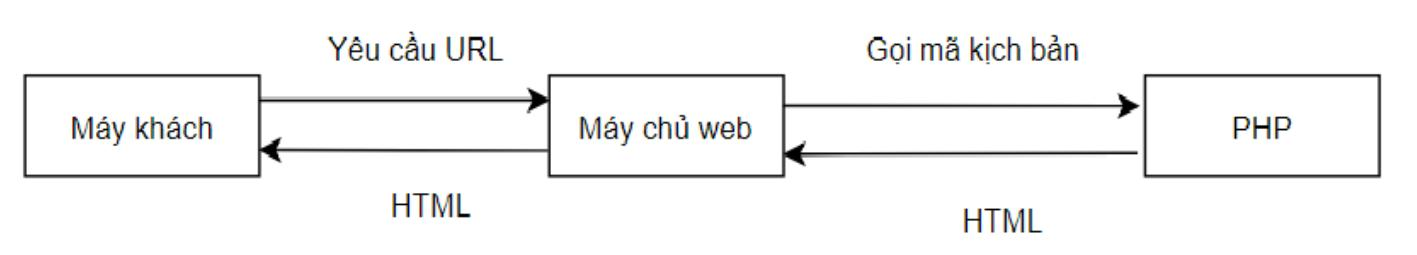 Yêu cầu URL
Gọi mã kịch bản
Máy khách
Máy chủ web
PHP
HTML
HTML